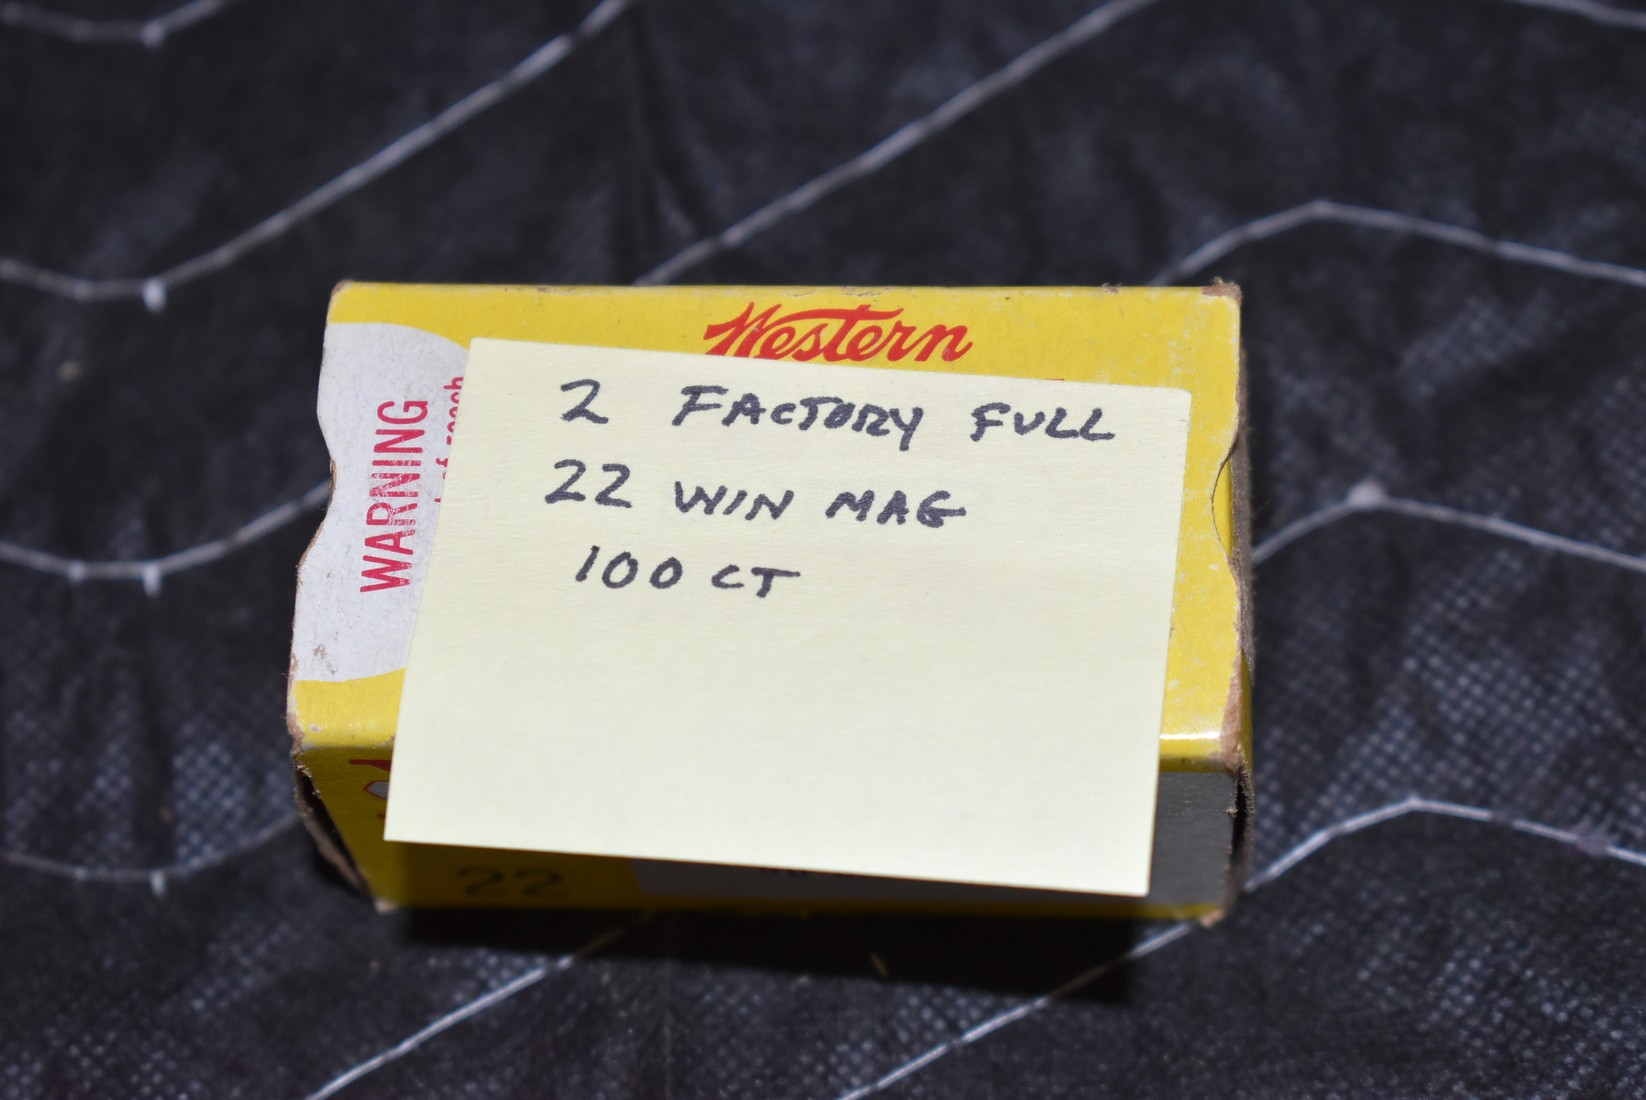 Western
WARNING
2 FACTORY FULL
22 WIN MAG
100 CT
22